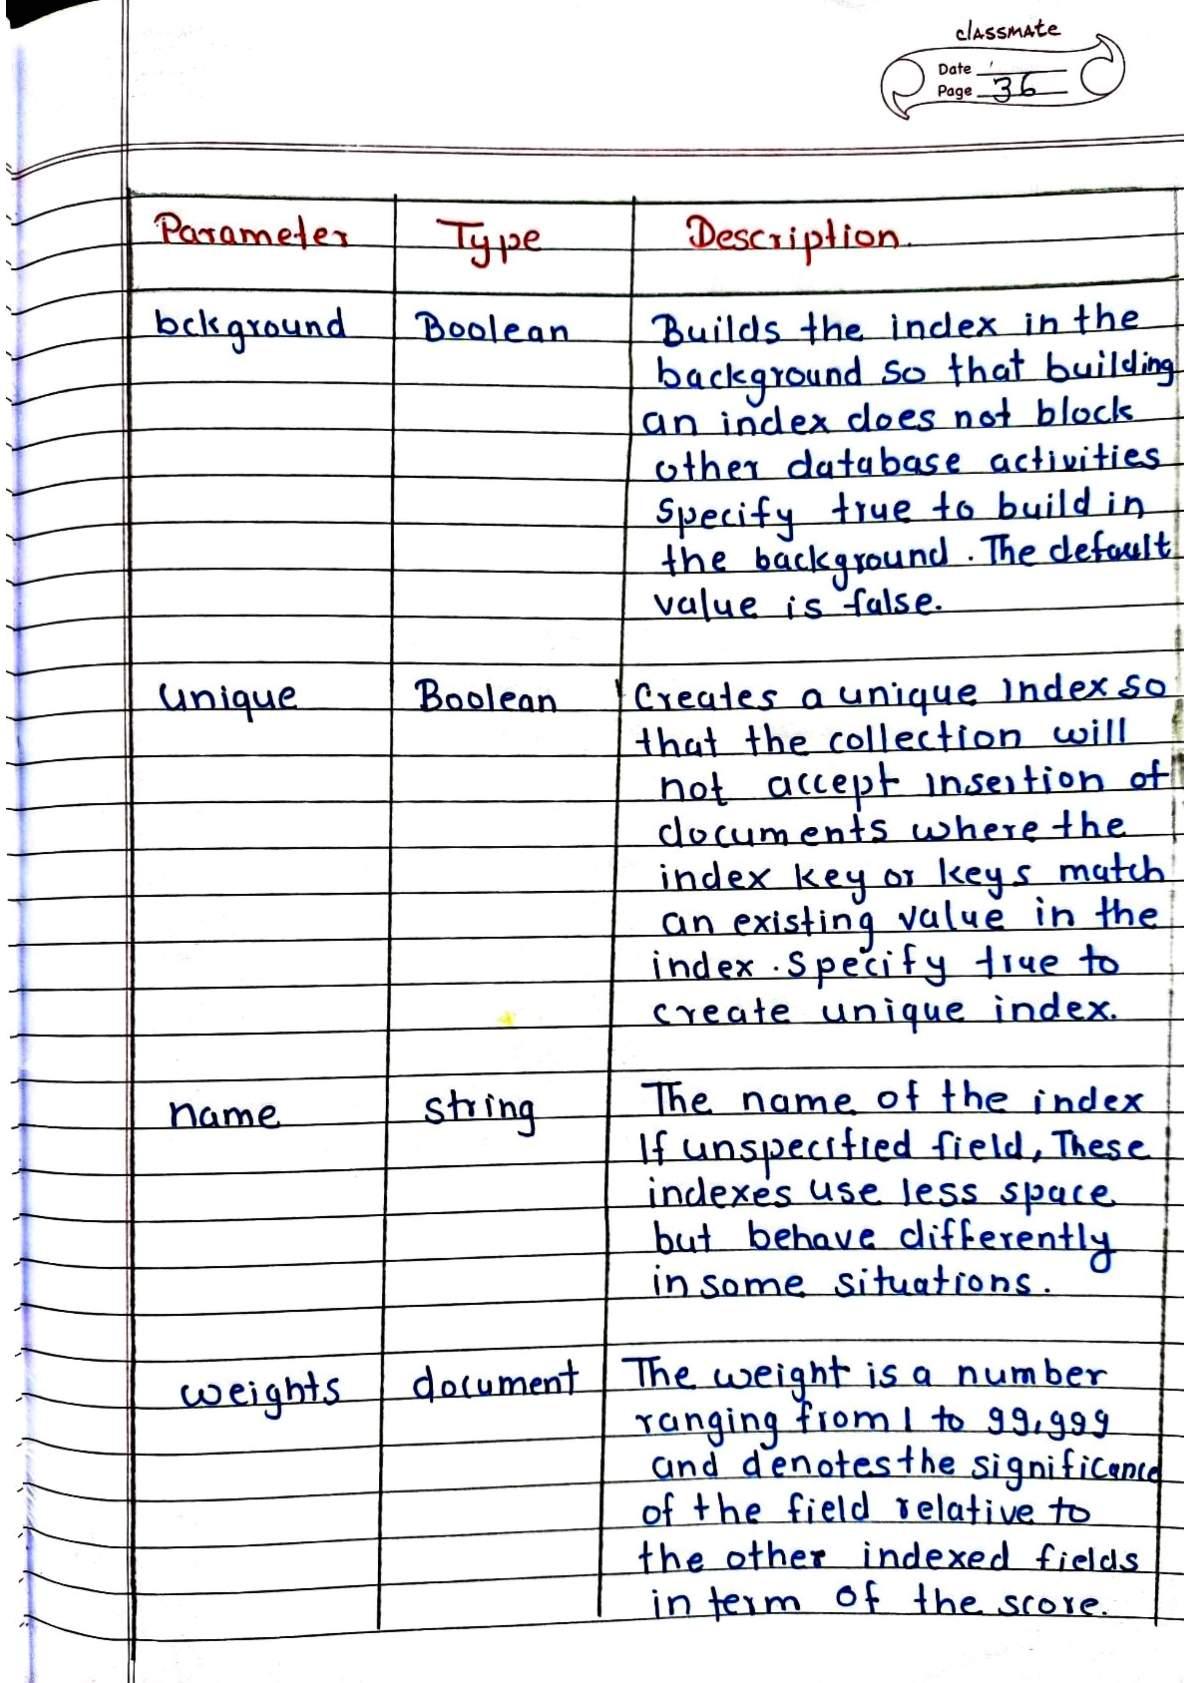 classmate
Date
Page 36
Parameter Type Description.
bckground Boolean Builds the index in the
background so that building
an index does not block
other database activities
Specify true to build in
the background. The default
value is false.
unique Boolean Creates a unique index so
that the collection will
not accept insertion of
documents where the
index key or keys match
an existing value in the
index. Specify true to
create unique index.
name string The name of the index
If unspecified field, These
indexes use less space
but behave differently
in some situations.
weights document The weight is a number
ranging from 1 to 99,999
and denotes the significance
of the field relative to
the other indexed fields
in term of the score.